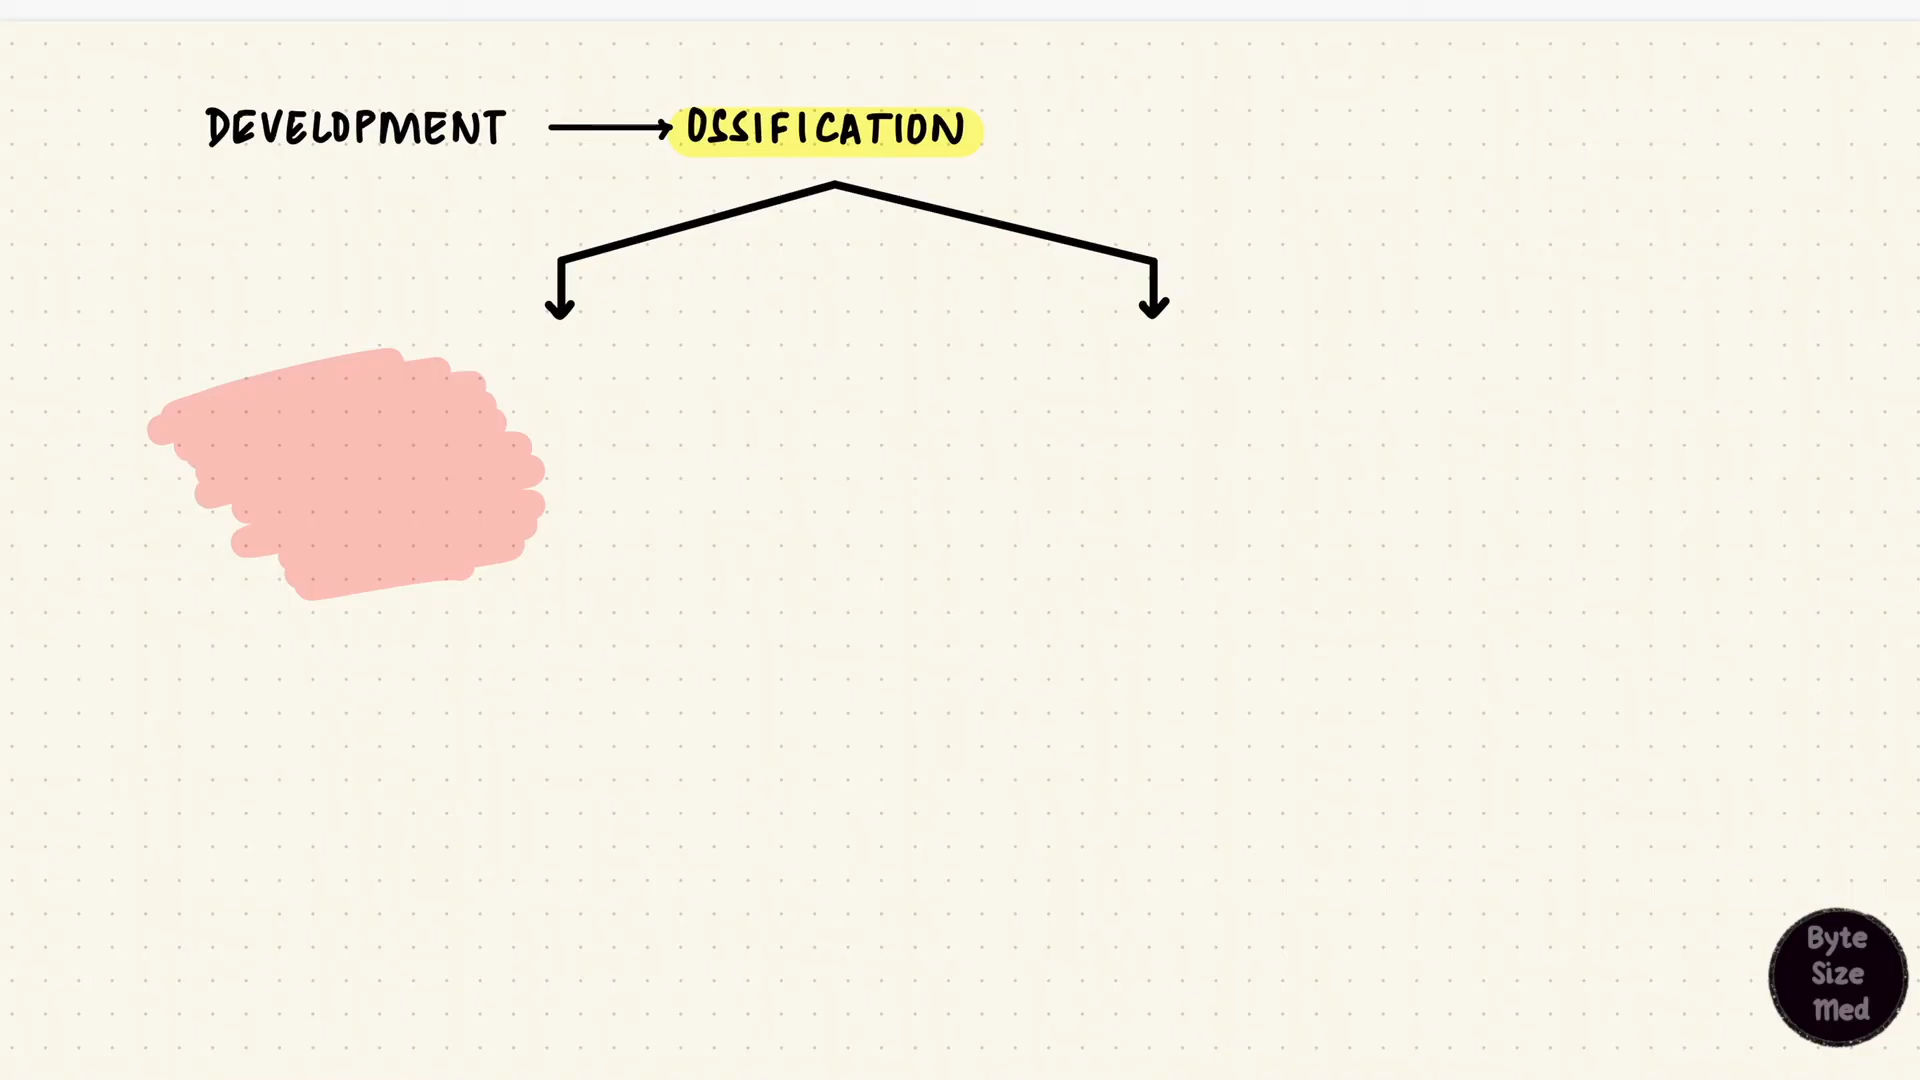 DEVELOPMENT → OSSIFICATION
Byte
Size
Med